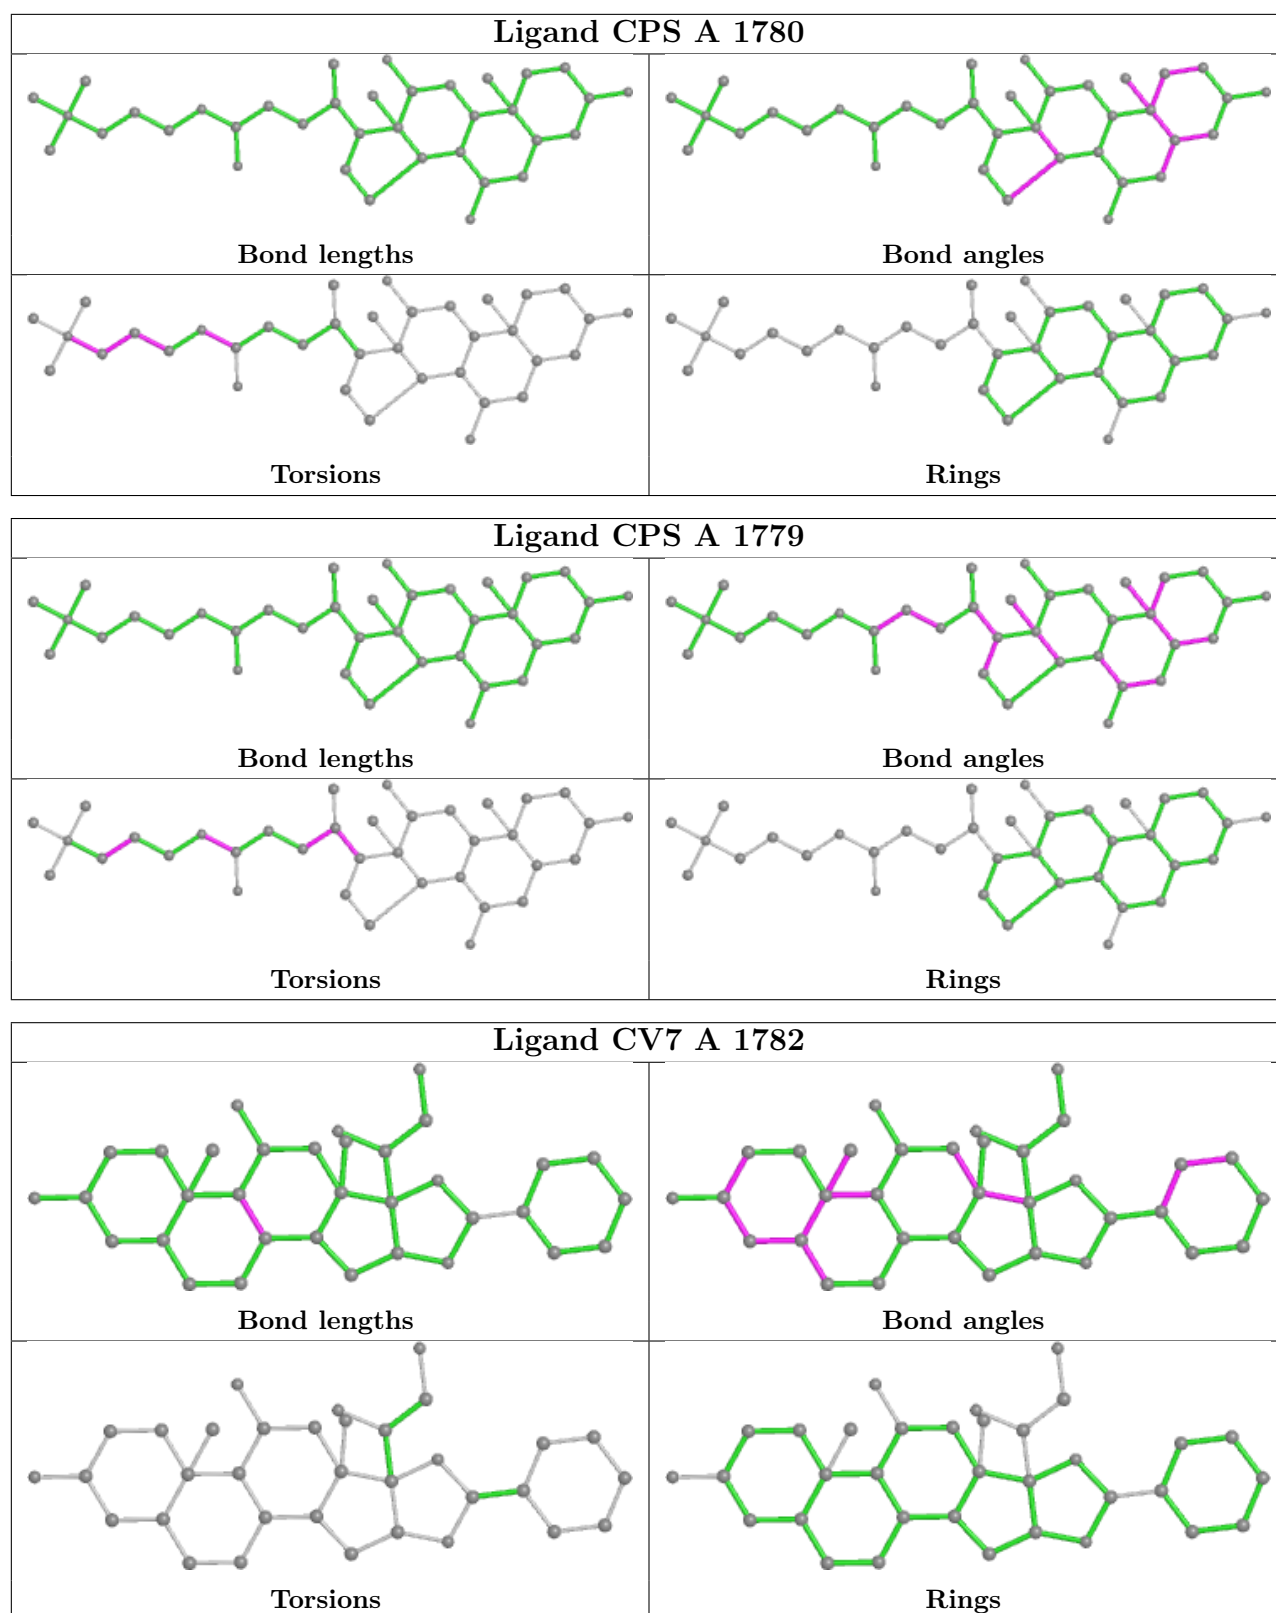 Ligand CPS A 1780
Bond lengths
Bond angles
Torsions
Rings
Ligand CPS A 1779
Bond lengths
Bond angles
Torsions
Rings
Ligand CV7 A 1782
Bond lengths
Bond angles
Torsions
Rings